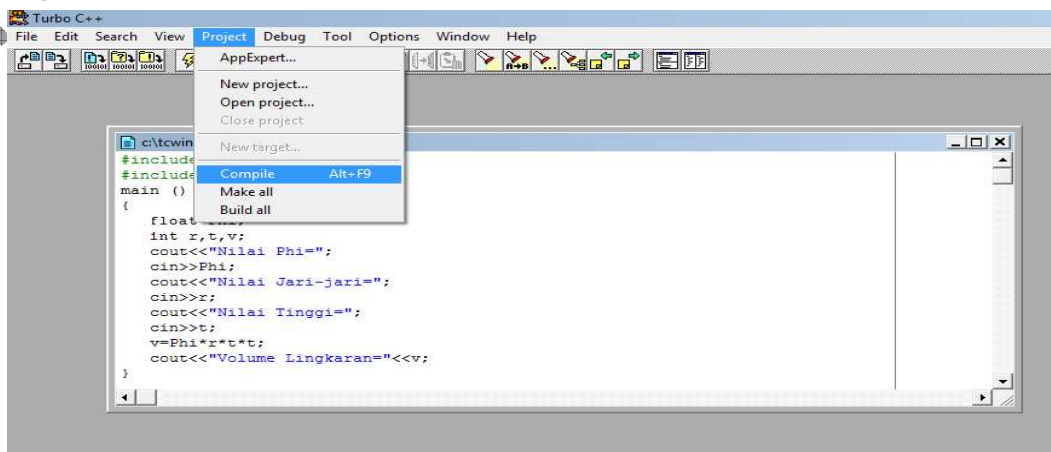 Turbo C++
File Edit Search View Project Debug Tool Options Window Help
AppExpert...
New project...
Open project...
Close project
New target...
Compile Alt+F9
Make all
Build all
c:\tcwin
#include
#include
main ()
{
float
int r,t,v;
cout<<"Nilai Phi=";
cin>>Phi;
cout<<"Nilai Jari-jari=";
cin>>r;
cout<<"Nilai Tinggi=";
cin>>t;
v=Phi*r*t*t;
cout<<"Volume Lingkaran="<<v;
}